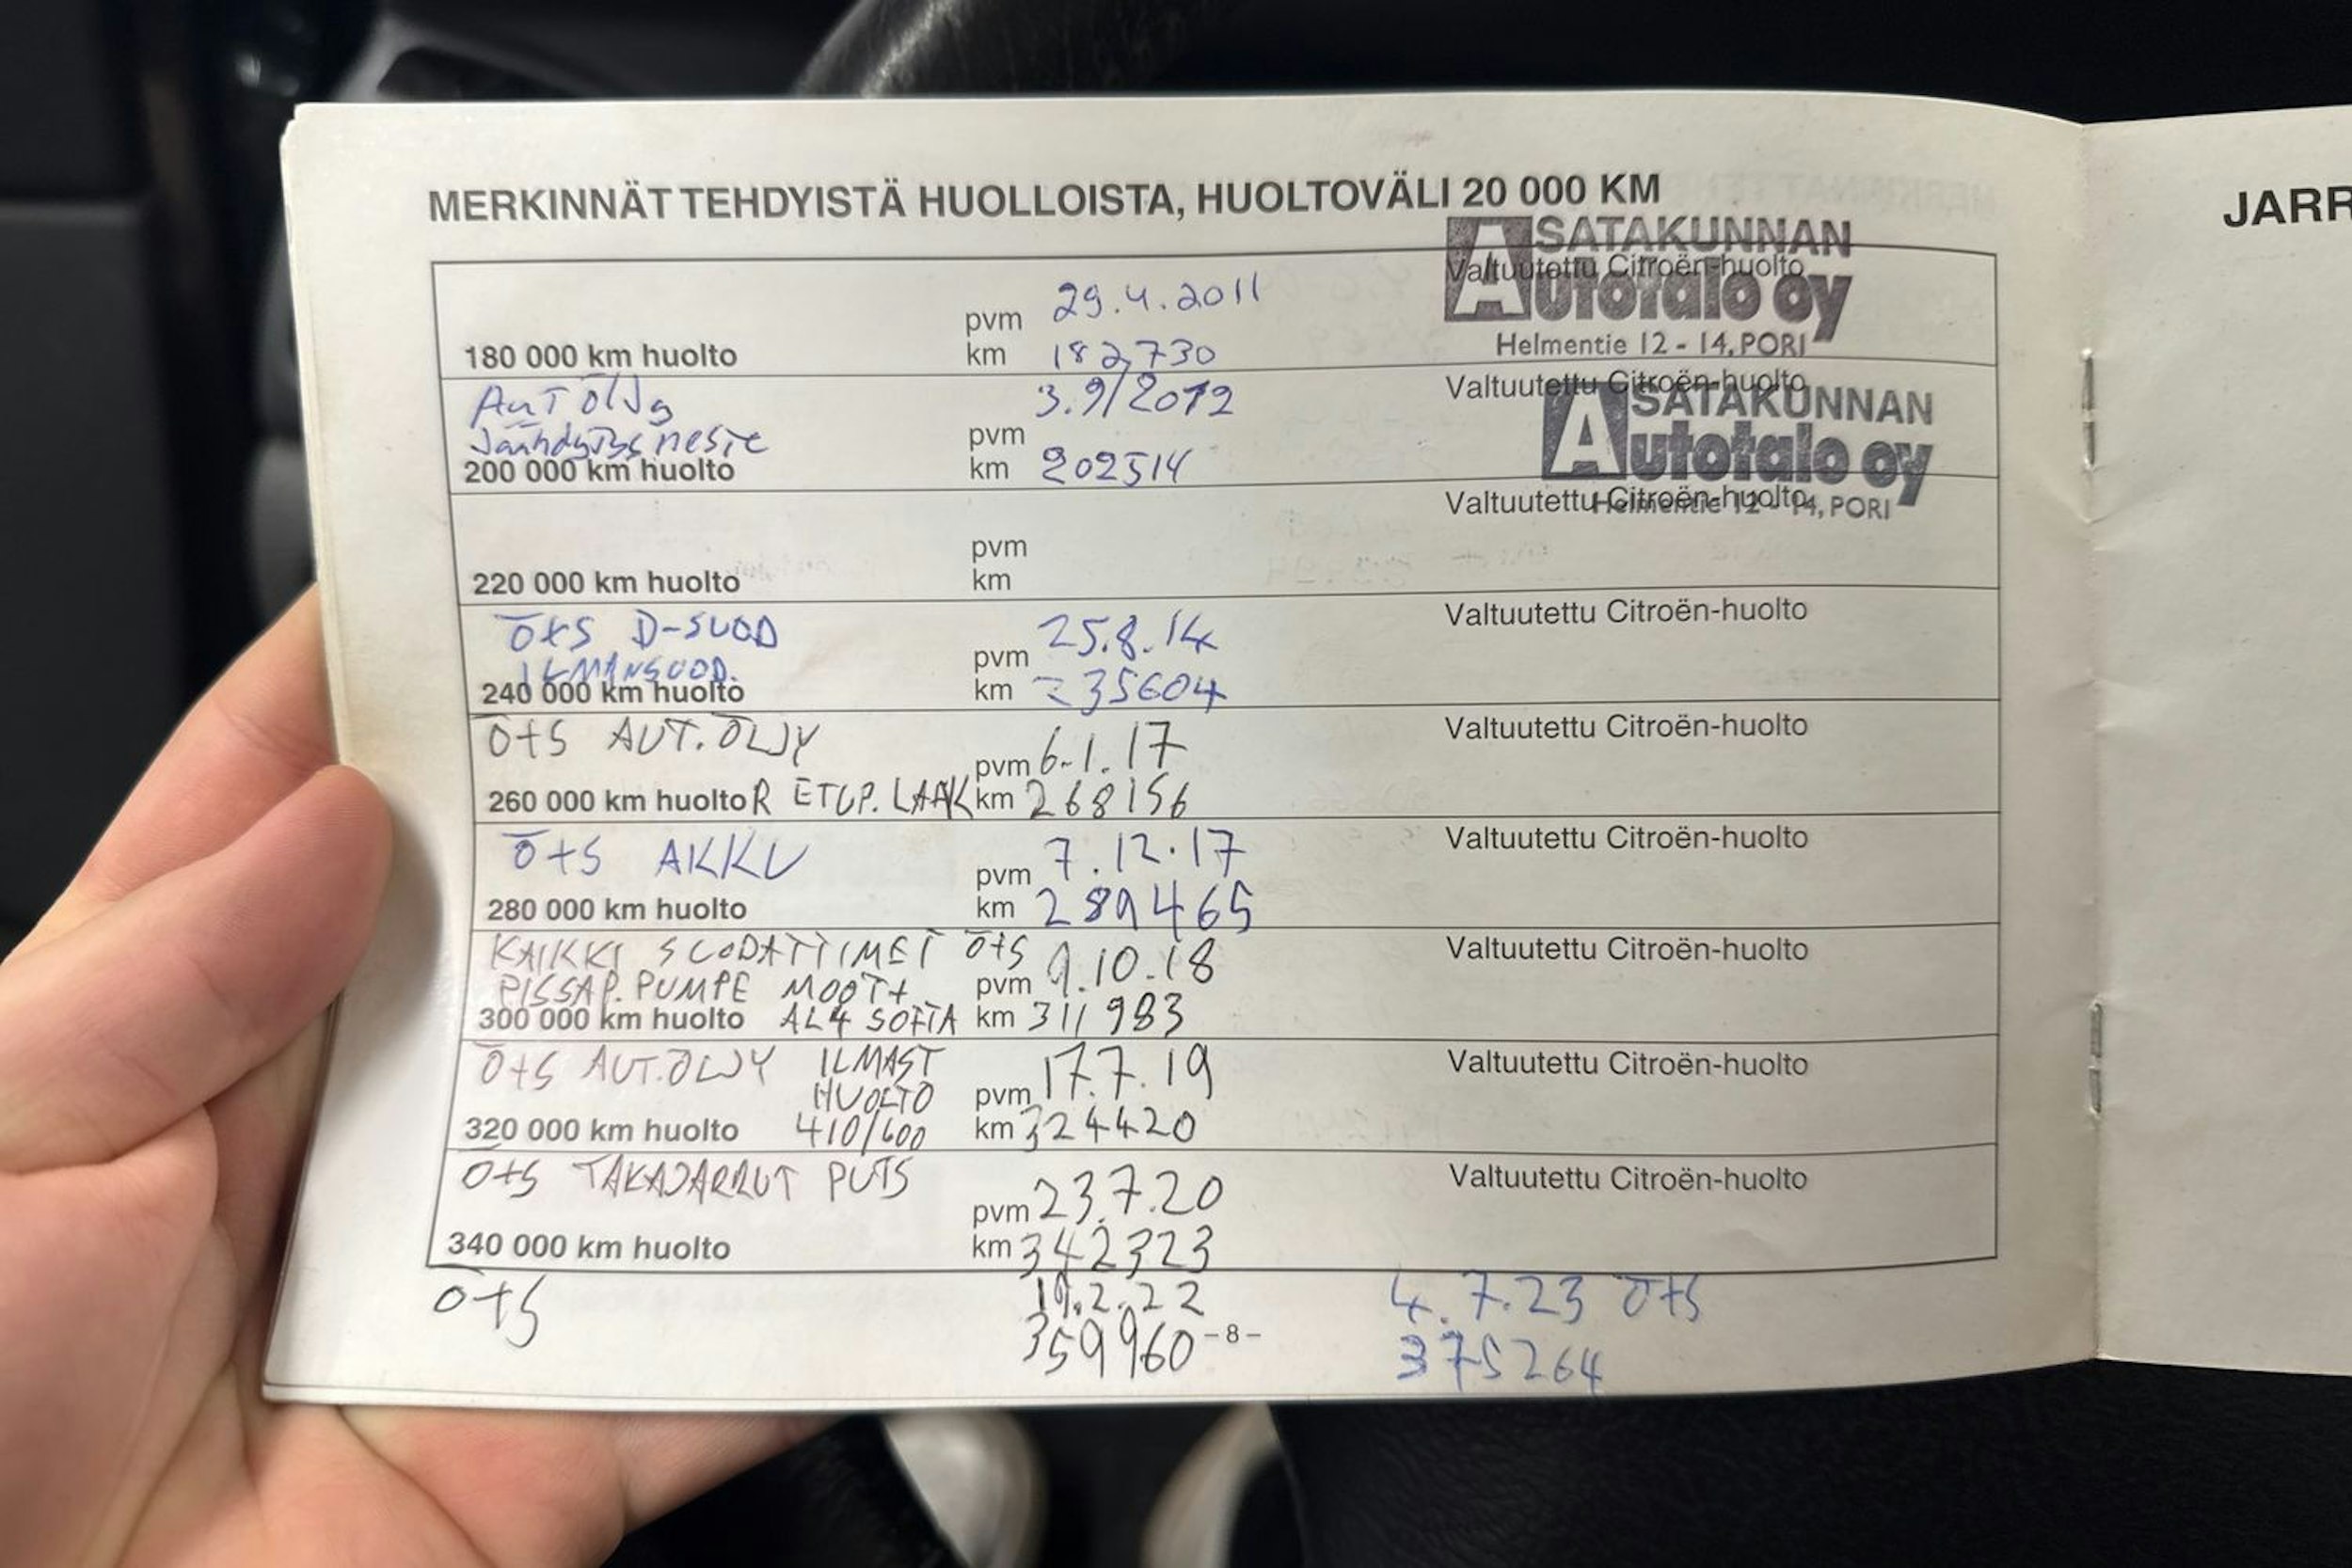 MERKINNÄT TEHDYISTÄ HUOLLOISTA, HUOLTOVÄLI 20 000 KM
JARR
SATAKUNNAN
Valtuutettu Citroën-huolto
Autotalo oy
Helmentie 12 - 14, PORI
pvm 29.4.2011
180 000 km huolto km 182730
Valtuutettu Citroën-huolto
SATAKUNNAN
Autotalo oy
Helmentie 12 - 14, PORI
AuT öljy 3.9/2012
Jäähdytys neste pvm
200 000 km huolto km 202514
Valtuutettu Citroën-huolto
pvm
220 000 km huolto km
Valtuutettu Citroën-huolto
Ö+S D-SUOD pvm 25.8.14
ILMANSUOD.
240 000 km huolto km 235604
Valtuutettu Citroën-huolto
Ö+S AUT.ÖLJY pvm 6.1.17
260 000 km huolto R ETUP. LAAK km 268156
Valtuutettu Citroën-huolto
Ö+S AKKU pvm 7.12.17
280 000 km huolto km 289465
Valtuutettu Citroën-huolto
KAIKKI SUODATTIMET Ö+S
PISSAP. PUMPE MOOT+ pvm 9.10.18
300 000 km huolto AL4 SOFTA km 311983
Valtuutettu Citroën-huolto
Ö+S AUT.ÖLJY ILMAST
HUOLTO pvm 17.7.19
320 000 km huolto 410/600 km 324420
Valtuutettu Citroën-huolto
Ö+S TAKAJARRUT PUTS
pvm 23.7.20
340 000 km huolto km 342323
Ö+S 19.2.22 4.7.23 Ö+S
359960 -8- 375264